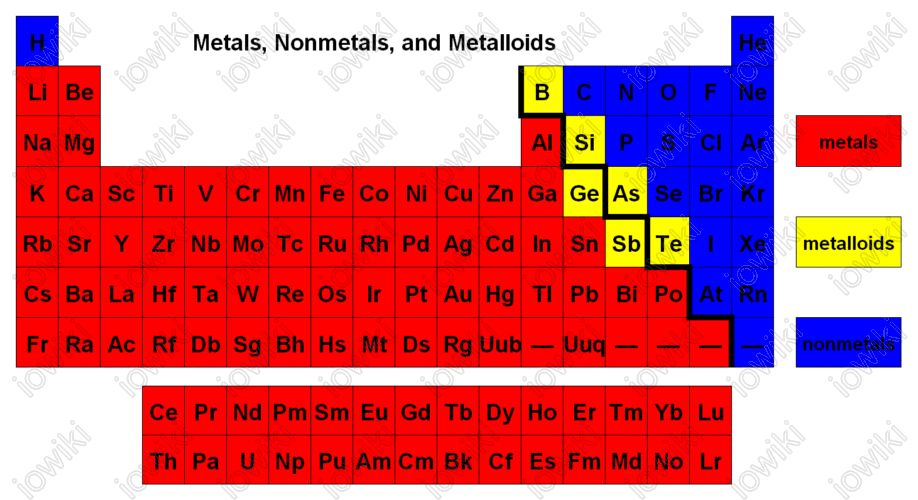 H Metals, Nonmetals, and Metalloids He
Li Be B C N O F Ne
Na Mg Al Si P S Cl Ar
metals
K Ca Sc Ti V Cr Mn Fe Co Ni Cu Zn Ga Ge As Se Br Kr
Rb Sr Y Zr Nb Mo Tc Ru Rh Pd Ag Cd In Sn Sb Te I Xe
metalloids
Cs Ba La Hf Ta W Re Os Ir Pt Au Hg Tl Pb Bi Po At Rn
Fr Ra Ac Rf Db Sg Bh Hs Mt Ds Rg Uub — Uuq — — — —
nonmetals
Ce Pr Nd Pm Sm Eu Gd Tb Dy Ho Er Tm Yb Lu
Th Pa U Np Pu Am Cm Bk Cf Es Fm Md No Lr
iowiki